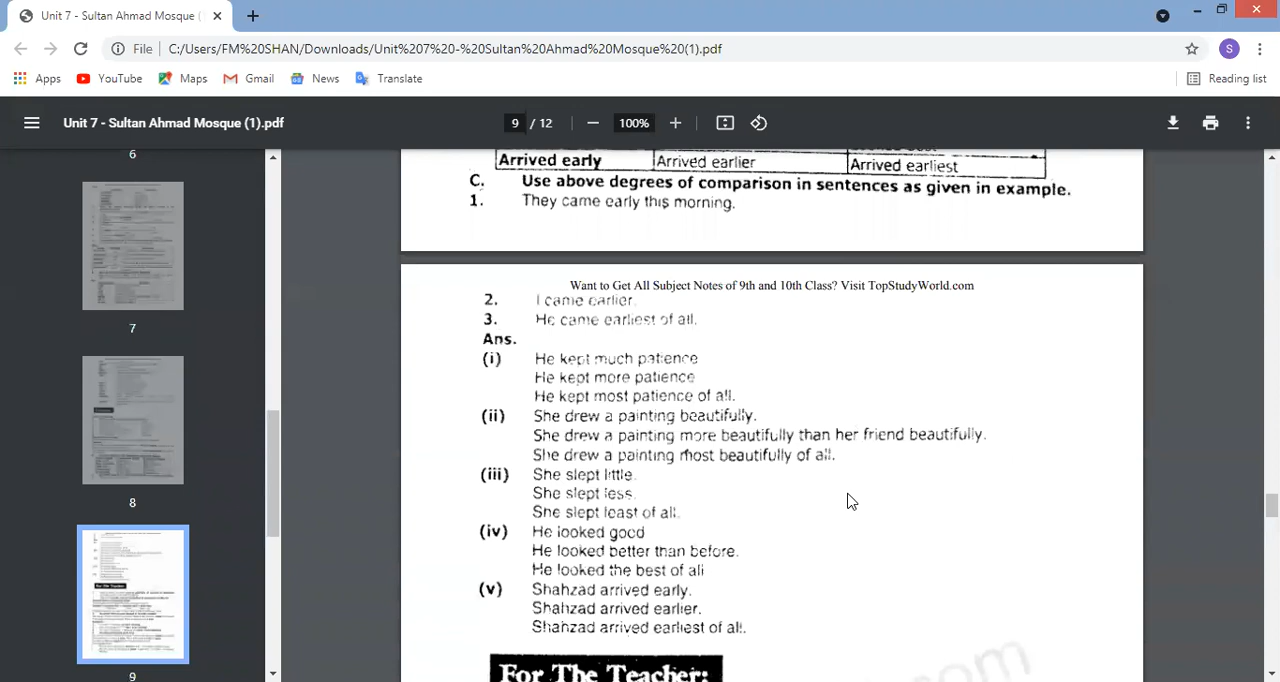 Unit 7 - Sultan Ahmad Mosque (
File C:/Users/FM%20SHAN/Downloads/Unit%207%20-%20Sultan%20Ahmad%20Mosque%20(1).pdf
S
Apps YouTube Maps Gmail News Translate Reading list
Unit 7 - Sultan Ahmad Mosque (1).pdf 9 / 12 100%
6
7
8
9
Arrived early Arrived earlier Arrived earliest
C. Use above degrees of comparison in sentences as given in example.
1. They came early this morning.
Want to Get All Subject Notes of 9th and 10th Class? Visit TopStudyWorld.com
2. I came earlier.
3. He came earliest of all.
Ans.
(i) He kept much patience
He kept more patience
He kept most patience of all.
(ii) She drew a painting beautifully.
She drew a painting more beautifully than her friend beautifully.
She drew a painting most beautifully of all.
(iii) She slept little.
She slept less.
She slept least of all.
(iv) He looked good
He looked better than before.
He looked the best of all
(v) Shahzad arrived early.
Shahzad arrived earlier.
Shahzad arrived earliest of all.
For The Teacher:
com